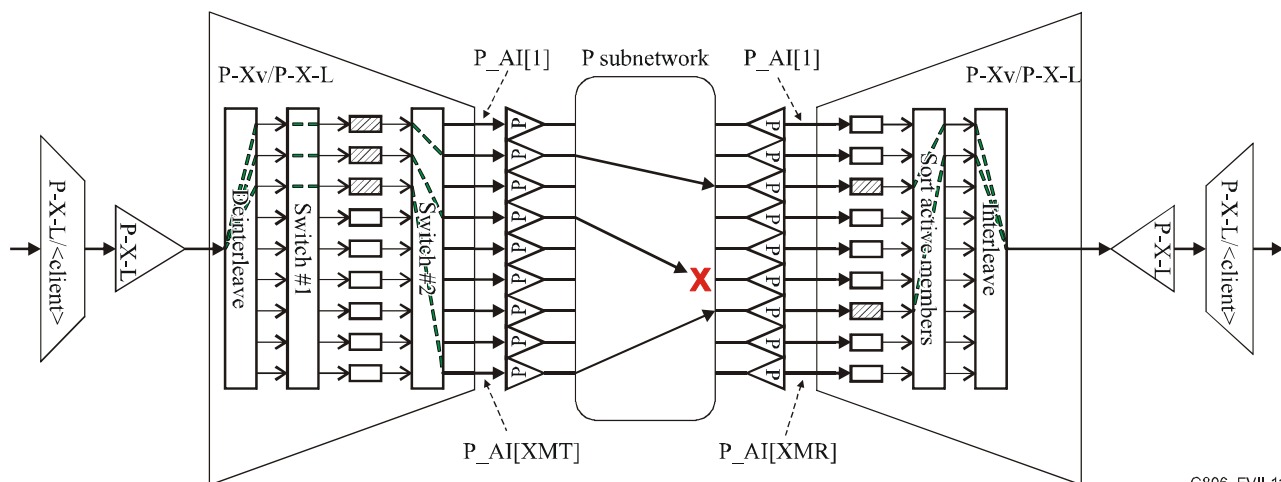 P_AI[1]
P subnetwork
P_AI[1]
P-Xv/P-X-L
P-Xv/P-X-L
P-X-L/
<client>
P-X-L
Deinterleave
Switch #1
Switch #2
P
P
P
P
P
P
P
P
P
X
P
P
P
P
P
P
P
P
P
Sort active members
Interleave
P-X-L
P-X-L/
<client>
P_AI[XMT]
P_AI[XMR]